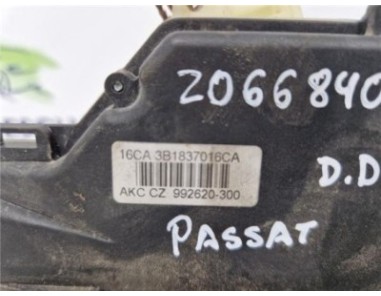 2066840
16CA 3B1837016CA
D.D
AKC CZ 992620-300
PASSAT